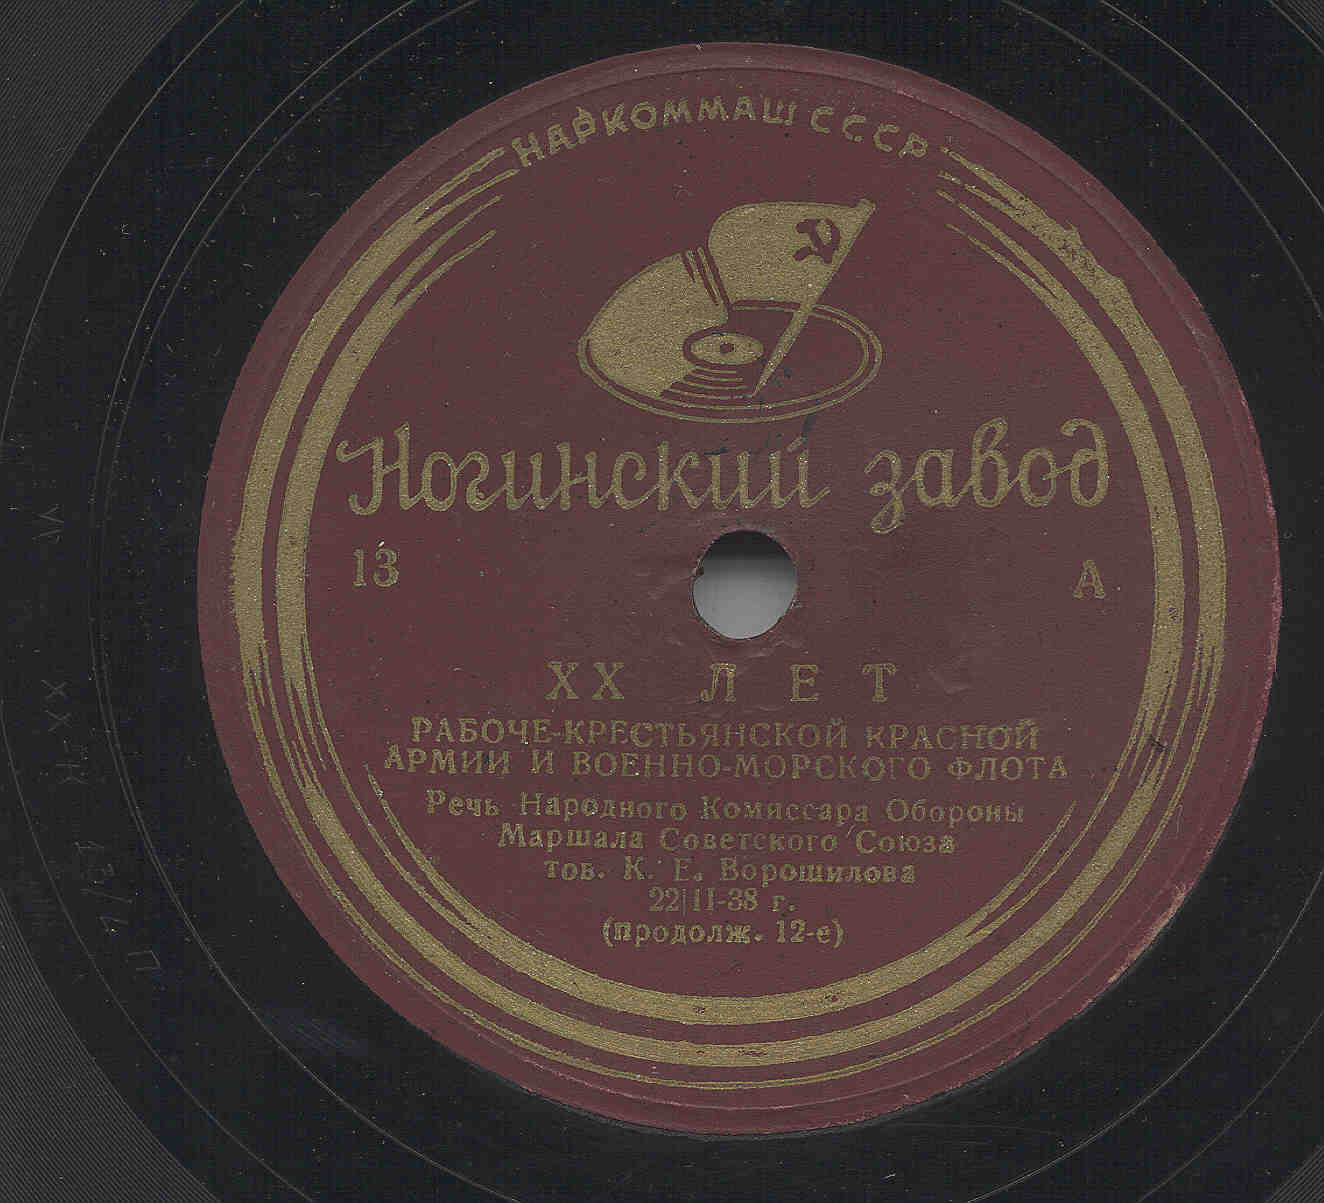 НАРКОММАШ СССР
Ногинский завод
13 А
XX ЛЕТ
РАБОЧЕ-КРЕСТЬЯНСКОЙ КРАСНОЙ
АРМИИ И ВОЕННО-МОРСКОГО ФЛОТА
Речь Народного Комиссара Обороны
Маршала Советского Союза
тов. К. Е. Ворошилова
22|II-38 г.
(продолж. 12-е)